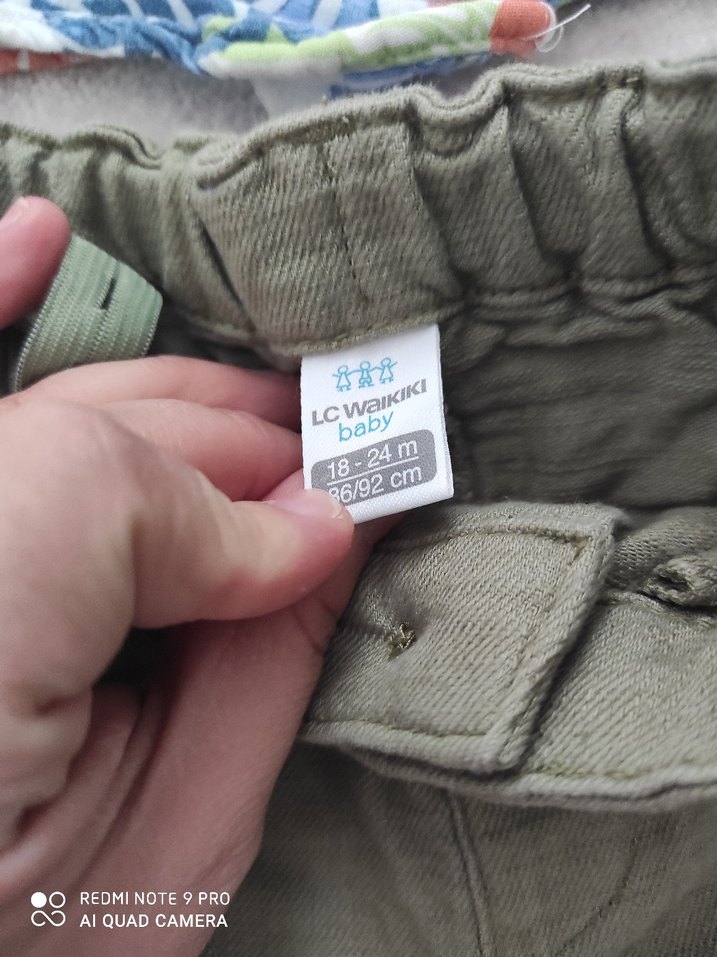 LC WAIKIKI
baby
18 - 24 m
86/92 cm
REDMI NOTE 9 PRO
AI QUAD CAMERA